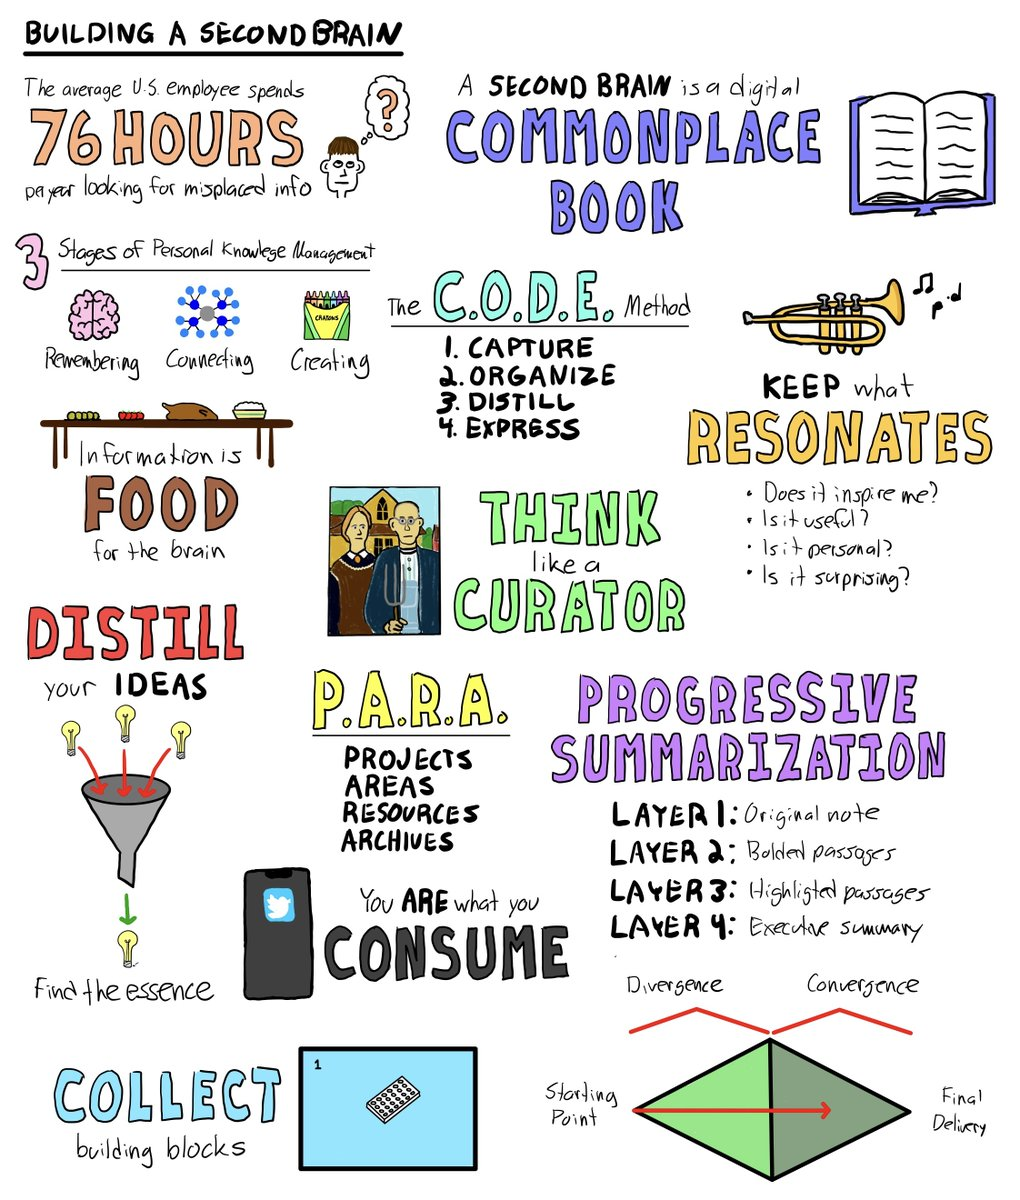 BUILDING A SECOND BRAIN
The average U.S. employee spends
76 HOURS
per year looking for misplaced info
?
A SECOND BRAIN is a digital
COMMONPLACE
BOOK
3 Stages of Personal Knowlege Management
CRAYONS
Remembering Connecting Creating
The C.O.D.E. Method
1. CAPTURE
2. ORGANIZE
3. DISTILL
4. EXPRESS
KEEP what
RESONATES
• Does it inspire me?
• Is it useful?
• Is it personal?
• Is it surprising?
Information is
FOOD
for the brain
THINK
like a
CURATOR
DISTILL
your IDEAS
Find the essence
P.A.R.A.
PROJECTS
AREAS
RESOURCES
ARCHIVES
PROGRESSIVE
SUMMARIZATION
LAYER 1: Original note
LAYER 2: Bolded passages
LAYER 3: Highligted passages
LAYER 4: Executive summary
You ARE what you
CONSUME
Divergence Convergence
Starting
Point
Final
Delivery
COLLECT
building blocks
1